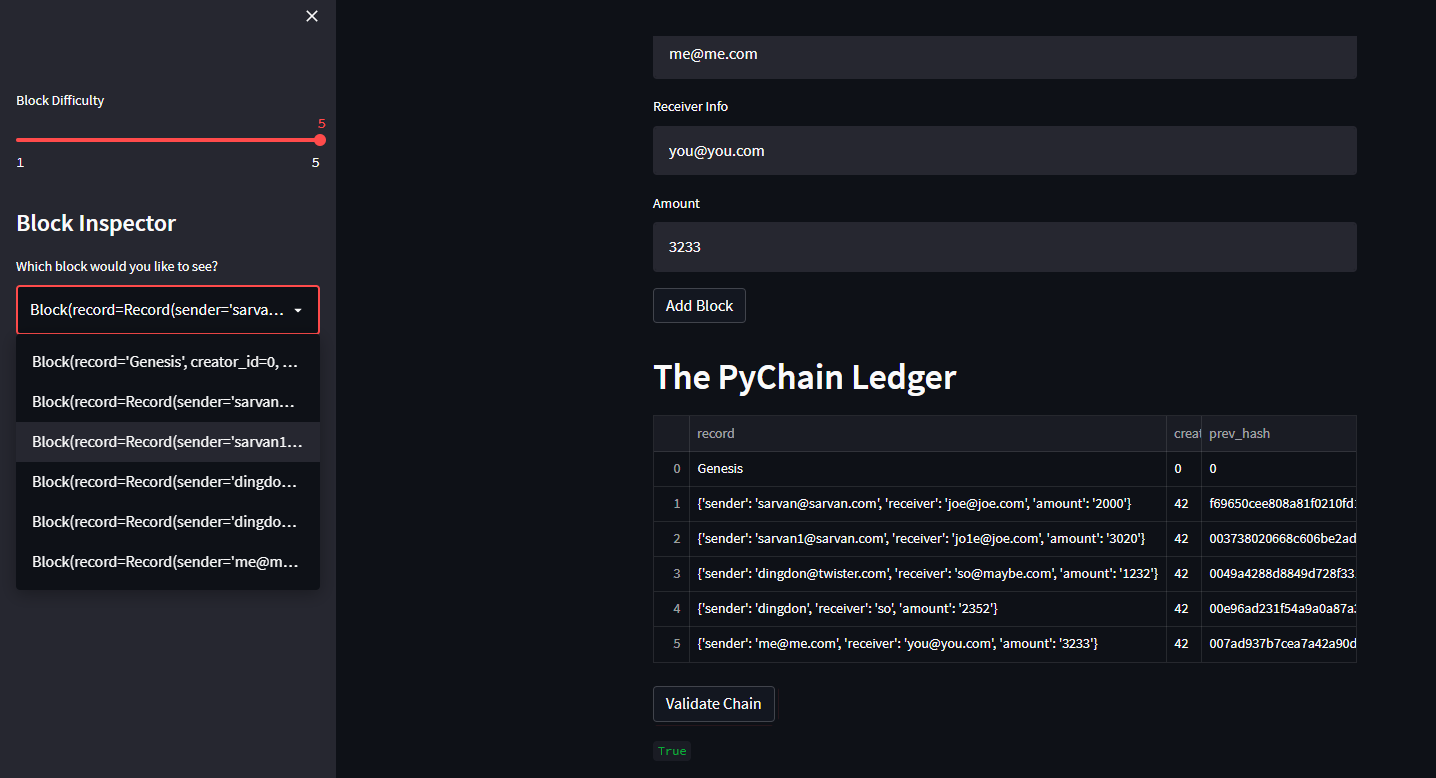 Block Difficulty
5
1 5
Block Inspector
Which block would you like to see?
Block(record=Record(sender='sarva...
Block(record='Genesis', creator_id=0, ...
Block(record=Record(sender='sarvan...
Block(record=Record(sender='sarvan1...
Block(record=Record(sender='dingdo...
Block(record=Record(sender='dingdo...
Block(record=Record(sender='me@m...
me@me.com
Receiver Info
you@you.com
Amount
3233
Add Block
The PyChain Ledger
record creat prev_hash
0 Genesis 0 0
1 {'sender': 'sarvan@sarvan.com', 'receiver': 'joe@joe.com', 'amount': '2000'} 42 f69650cee808a81f0210fd
2 {'sender': 'sarvan1@sarvan.com', 'receiver': 'jo1e@joe.com', 'amount': '3020'} 42 003738020668c606be2ad
3 {'sender': 'dingdon@twister.com', 'receiver': 'so@maybe.com', 'amount': '1232'} 42 0049a4288d8849d728f33
4 {'sender': 'dingdon', 'receiver': 'so', 'amount': '2352'} 42 00e96ad231f54a9a0a87a
5 {'sender': 'me@me.com', 'receiver': 'you@you.com', 'amount': '3233'} 42 007ad937b7cea7a42a90d
Validate Chain
True